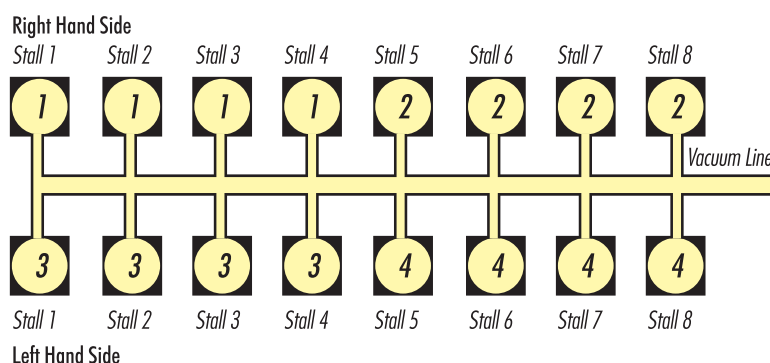 Right Hand Side
Stall 1 Stall 2 Stall 3 Stall 4 Stall 5 Stall 6 Stall 7 Stall 8
1 1 1 1 2 2 2 2
Vacuum Line
3 3 3 3 4 4 4 4
Stall 1 Stall 2 Stall 3 Stall 4 Stall 5 Stall 6 Stall 7 Stall 8
Left Hand Side